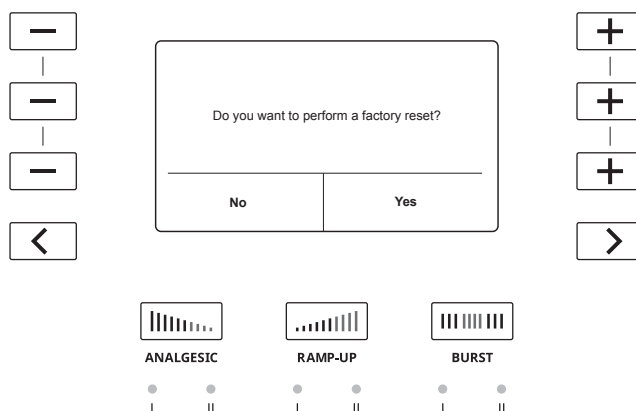 Do you want to perform a factory reset?
No Yes
ANALGESIC RAMP-UP BURST
I II I II I II